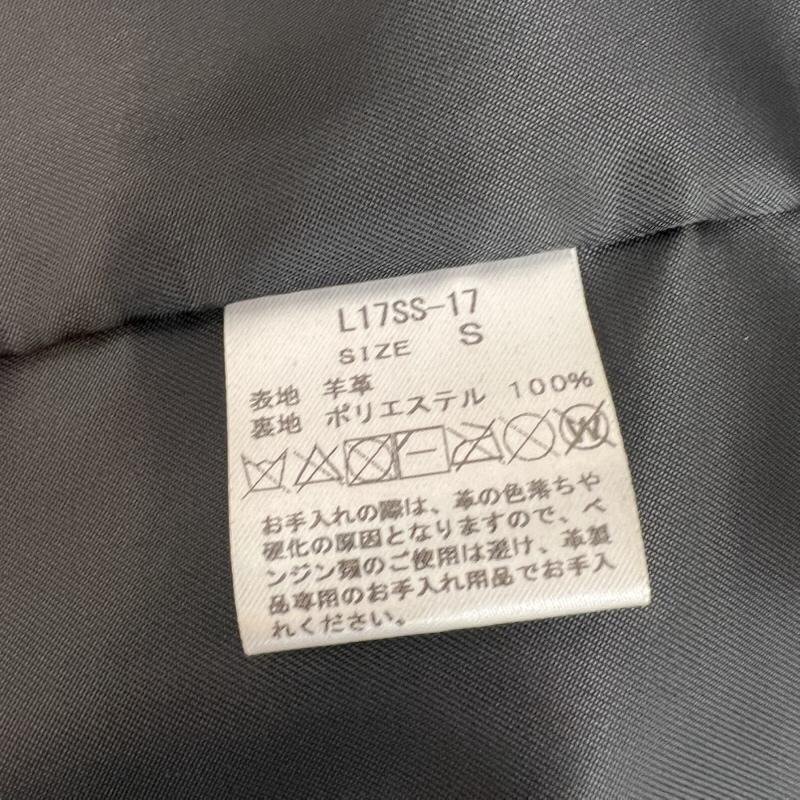 L17SS-17
SIZE S
表地 羊革
裏地 ポリエステル 100%
W
お手入れの際は、革の色落ちや
硬化の原因となりますので、ベ
ンジン類のご使用は避け、革製
品専用のお手入れ用品でお手入
れください。